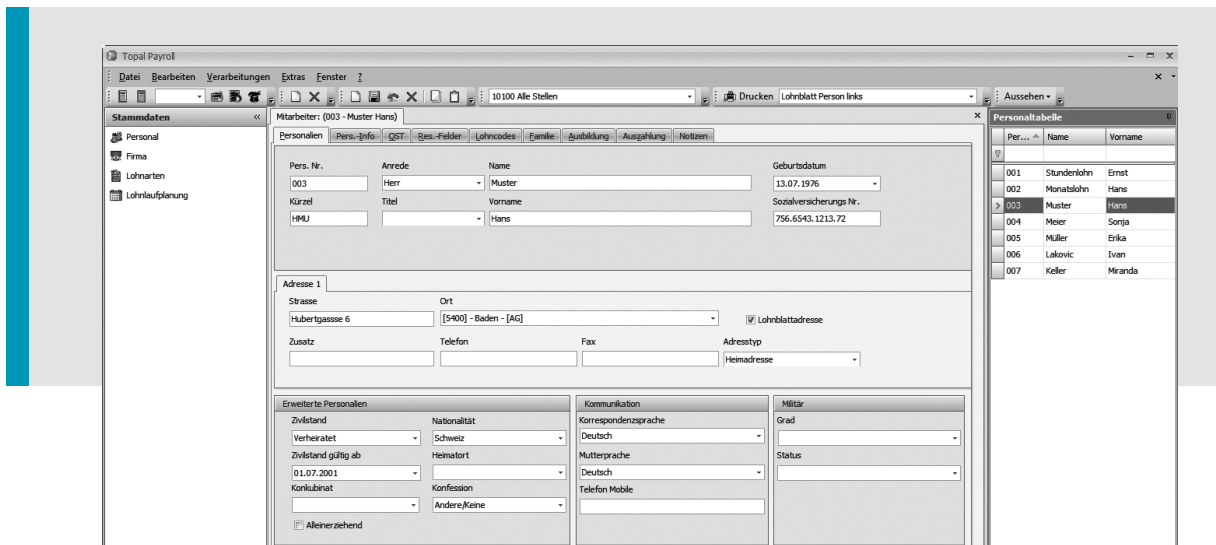 Topal Payroll
Datei Bearbeiten Verarbeitungen Extras Fenster ?
10100 Alle Stellen Drucken Lohnblatt Person links Aussehen
Stammdaten «
Personal
Firma
Lohnarten
Lohnlaufplanung
Mitarbeiter: (003 - Muster Hans)
Personalien Pers.-Info QST Res.-Felder Lohncodes Familie Ausbildung Auszahlung Notizen
Pers. Nr. Anrede Name Geburtsdatum
003 Herr Muster 13.07.1976
Kürzel Titel Vorname Sozialversicherungs Nr.
HMU Hans 756.6543.1213.72
Adresse 1
Strasse Ort
Hubertgassse 6 [5400] - Baden - [AG] Lohnblattadresse
Zusatz Telefon Fax Adresstyp
Heimadresse
Erweiterte Personalien
Zivilstand Nationalität
Verheiratet Schweiz
Zivilstand gültig ab Heimatort
01.07.2001
Konkubinat Konfession
Andere/Keine
Alleinerziehend
Kommunikation
Korrespondenzsprache
Deutsch
Mutterprache
Deutsch
Telefon Mobile
Militär
Grad
Status
Personaltabelle
Per... Name Vorname
001 Stundenlohn Ernst
002 Monatslohn Hans
003 Muster Hans
004 Meier Sonja
005 Müller Erika
006 Lakovic Ivan
007 Keller Miranda